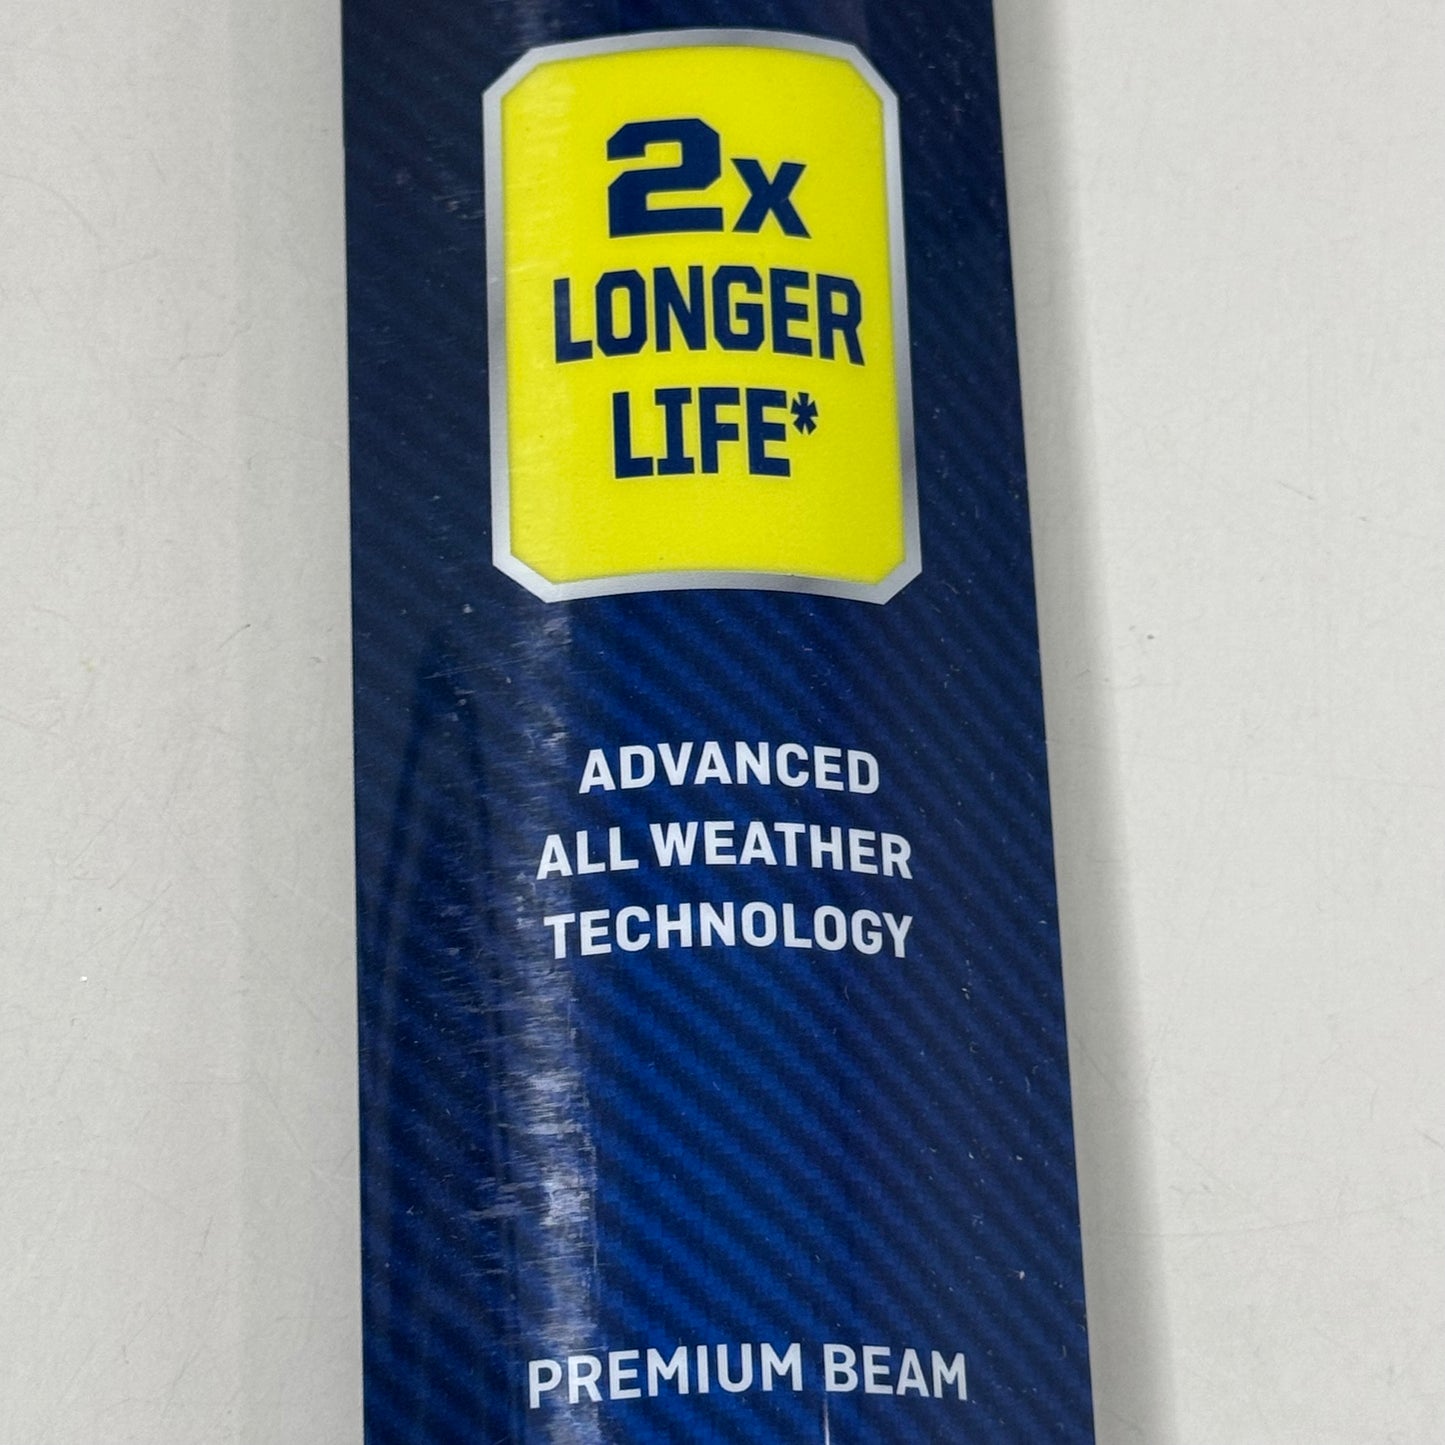 2x
LONGER
LIFE*
ADVANCED
ALL WEATHER
TECHNOLOGY
PREMIUM BEAM